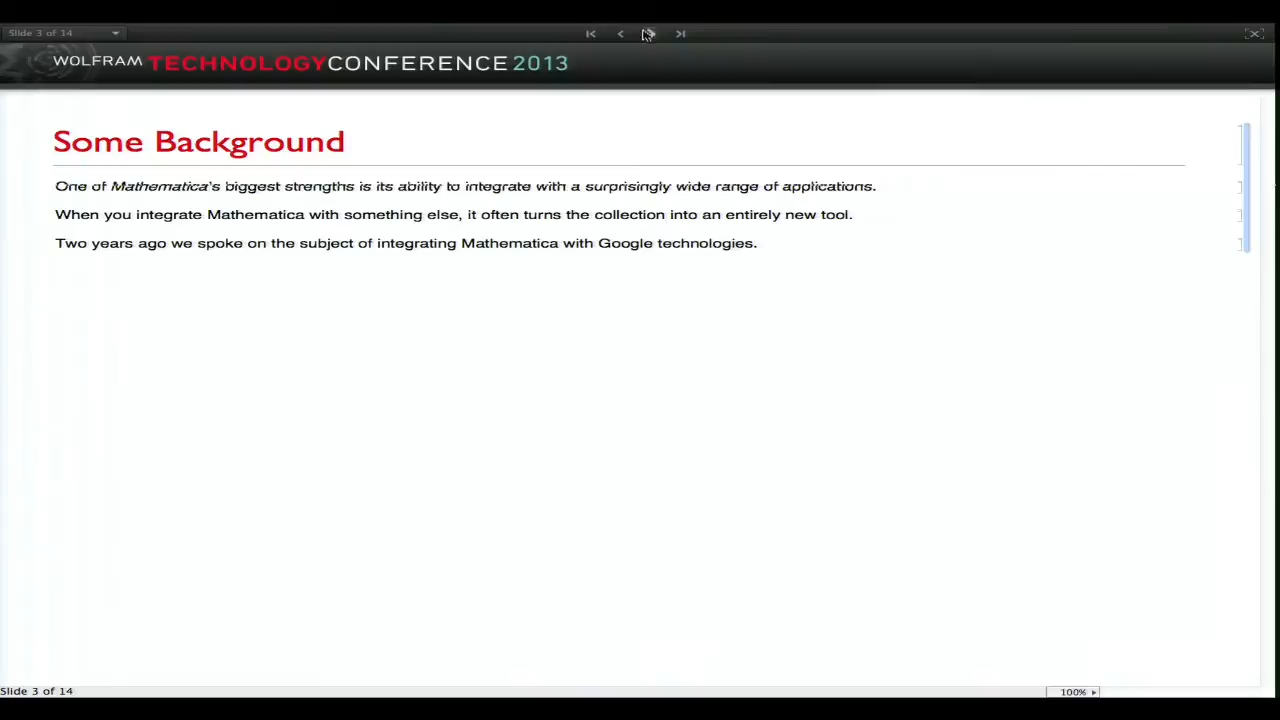 Slide 3 of 14
WOLFRAM TECHNOLOGYCONFERENCE 2013
Some Background
One of Mathematica's biggest strengths is its ability to integrate with a surprisingly wide range of applications.
When you integrate Mathematica with something else, it often turns the collection into an entirely new tool.
Two years ago we spoke on the subject of integrating Mathematica with Google technologies.
Slide 3 of 14
100%